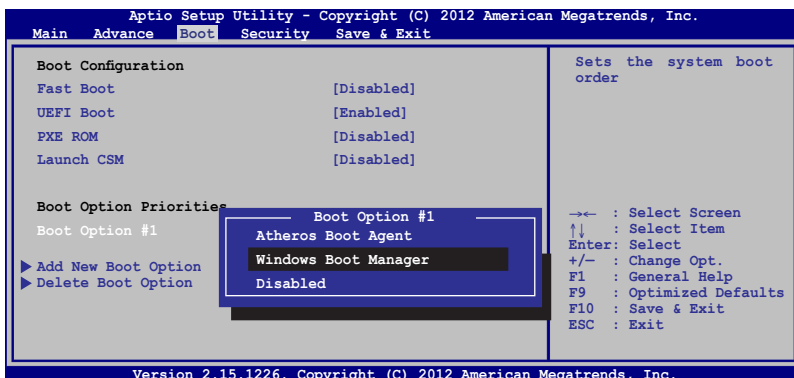 Aptio Setup Utility - Copyright (C) 2012 American Megatrends, Inc.
Main Advance Boot Security Save & Exit
Boot Configuration
Fast Boot [Disabled]
UEFI Boot [Enabled]
PXE ROM [Disabled]
Launch CSM [Disabled]
Boot Option Priorities
Boot Option #1
Add New Boot Option
Delete Boot Option
Boot Option #1
Atheros Boot Agent
Windows Boot Manager
Disabled
Sets the system boot
order
→← : Select Screen
↑↓ : Select Item
Enter: Select
+/— : Change Opt.
F1 : General Help
F9 : Optimized Defaults
F10 : Save & Exit
ESC : Exit
Version 2.15.1226. Copyright (C) 2012 American Megatrends, Inc.